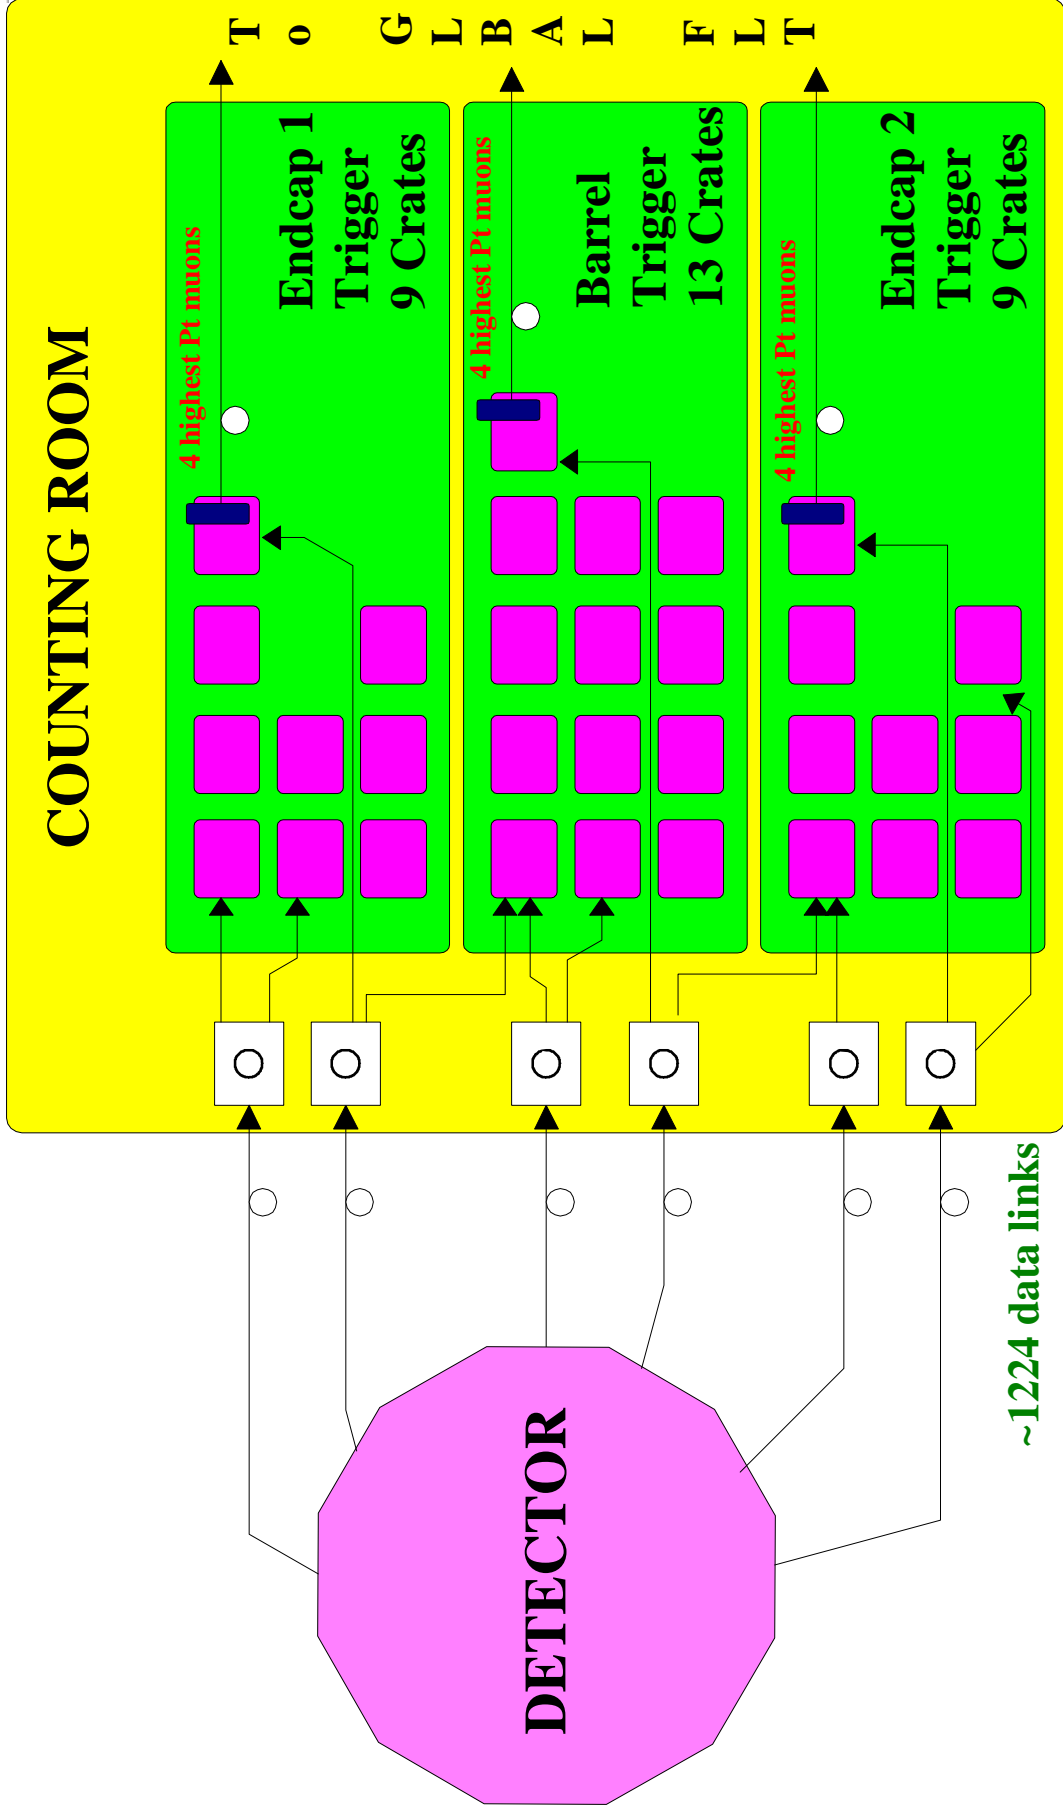 COUNTING ROOM
4 highest Pt muons
Endcap 1
Trigger
9 Crates
4 highest Pt muons
Barrel
Trigger
13 Crates
4 highest Pt muons
Endcap 2
Trigger
9 Crates
To GLBAL FLT
DETECTOR
~1224 data links